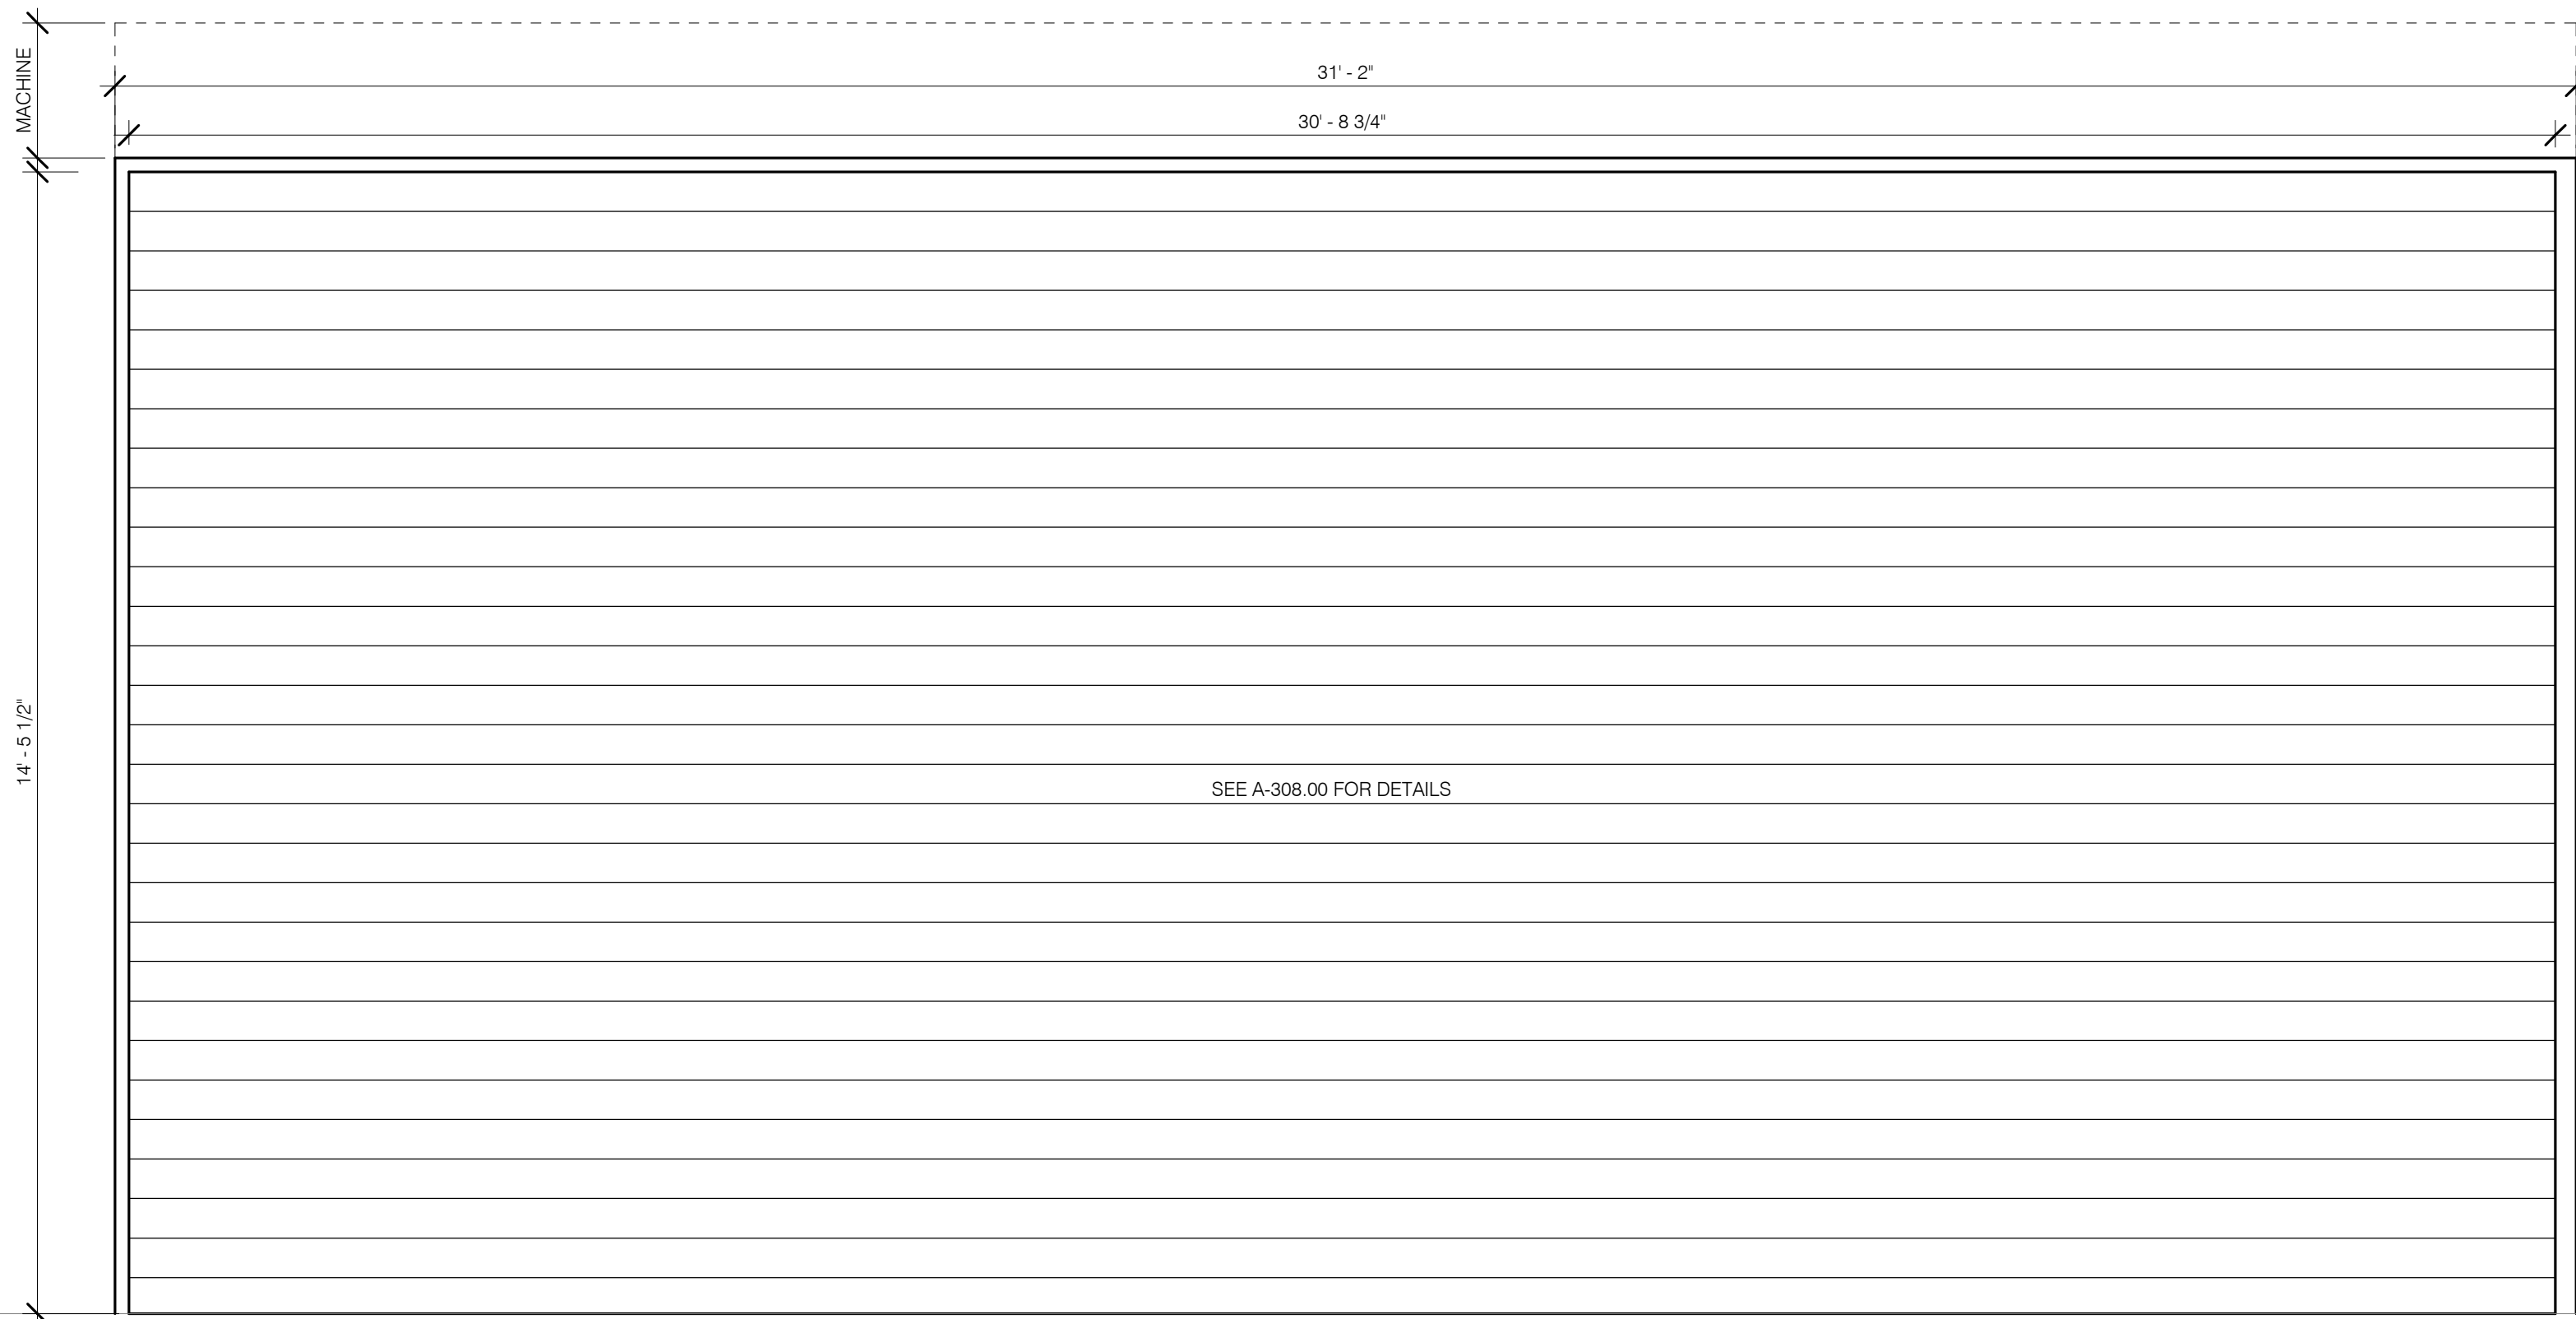 MACHINE
31' - 2"
30' - 8 3/4"
14' - 5 1/2"
SEE A-308.00 FOR DETAILS